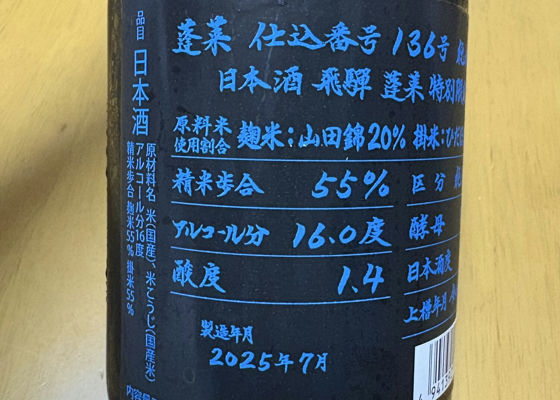 品目
日本酒
原材料名 米(国産)、米こうじ(国産米)
アルコール分16度
精米歩合 麹米55% 掛米55%
内容
蓬莱 仕込番号 136号
日本酒 飛騨 蓬莱 特別
原料米
使用割合
麹米:山田錦20% 掛米:ひだ
精米歩合 55%
区分
アルコール分 16.0度
酵母
酸度 1.4
日本酒度
上槽年月
製造年月
2025年7月